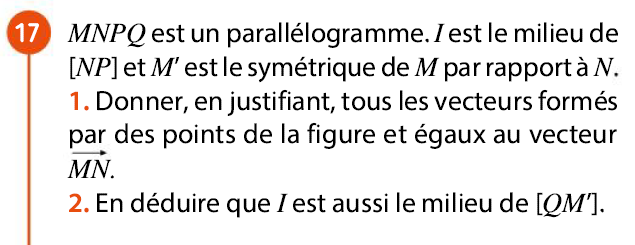 17 MNPQ est un parallélogramme. I est le milieu de
[NP] et M′ est le symétrique de M par rapport à N.
1. Donner, en justifiant, tous les vecteurs formés
par des points de la figure et égaux au vecteur
\overrightarrow{MN}.
2. En déduire que I est aussi le milieu de [QM′].